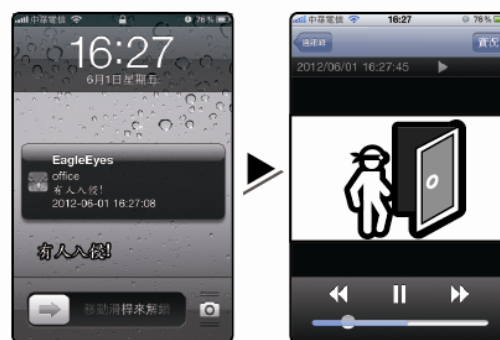 中華電信
76%
16:27
6月1日星期五
EagleEyes
office
有人入侵!
2012-06-01 16:27:08
有人入侵!
移動滑桿來解鎖
中華電信
16:27
76%
實況
2012/06/01 16:27:45